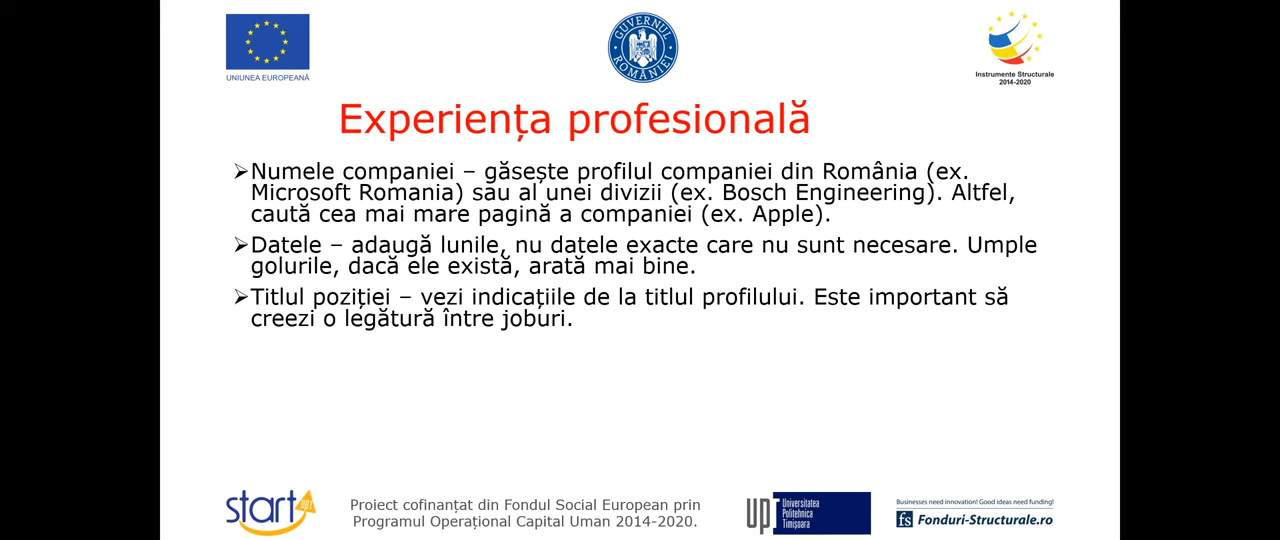 UNIUNEA EUROPEANĂ
GUVERNUL ROMÂNIEI
Instrumente Structurale
2014-2020
Experiența profesională
⮚Numele companiei – găsește profilul companiei din România (ex.
Microsoft Romania) sau al unei divizii (ex. Bosch Engineering). Altfel,
caută cea mai mare pagină a companiei (ex. Apple).
⮚Datele – adaugă lunile, nu datele exacte care nu sunt necesare. Umple
golurile, dacă ele există, arată mai bine.
⮚Titlul poziției – vezi indicațiile de la titlul profilului. Este important să
creezi o legătură între joburi.
start upt
Proiect cofinanțat din Fondul Social European prin
Programul Operațional Capital Uman 2014-2020.
UPT
Universitatea
Politehnica
Timișoara
Businesses need innovation! Good ideas need funding!
fs Fonduri-Structurale.ro